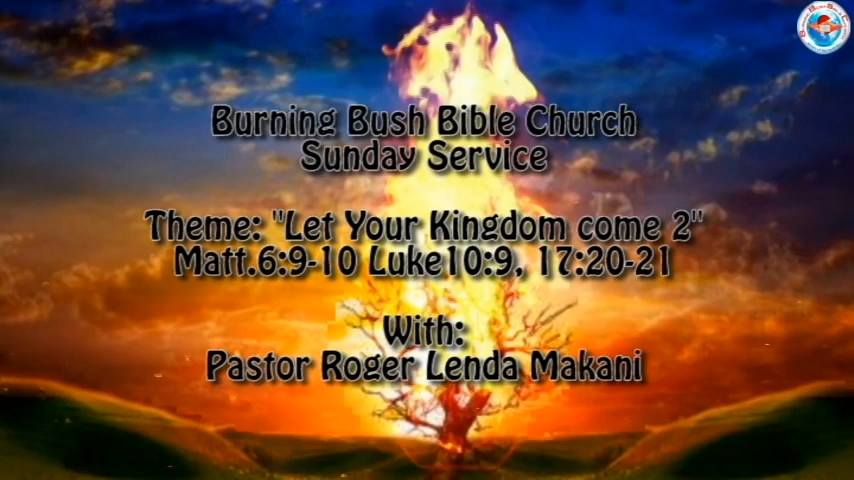 Burning Bush Bible Church
Sunday Service
Theme: "Let Your Kingdom come 2"
Matt.6:9-10 Luke10:9, 17:20-21
With:
Pastor Roger Lenda Makani